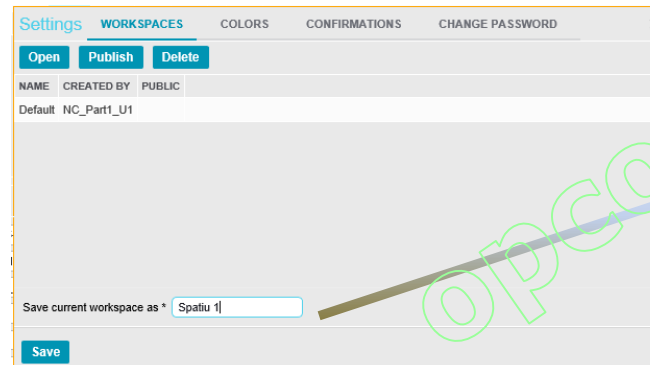 Settings WORKSPACES COLORS CONFIRMATIONS CHANGE PASSWORD
Open Publish Delete
NAME CREATED BY PUBLIC
Default NC_Part1_U1
Save current workspace as * Spatiu 1
Save
opco